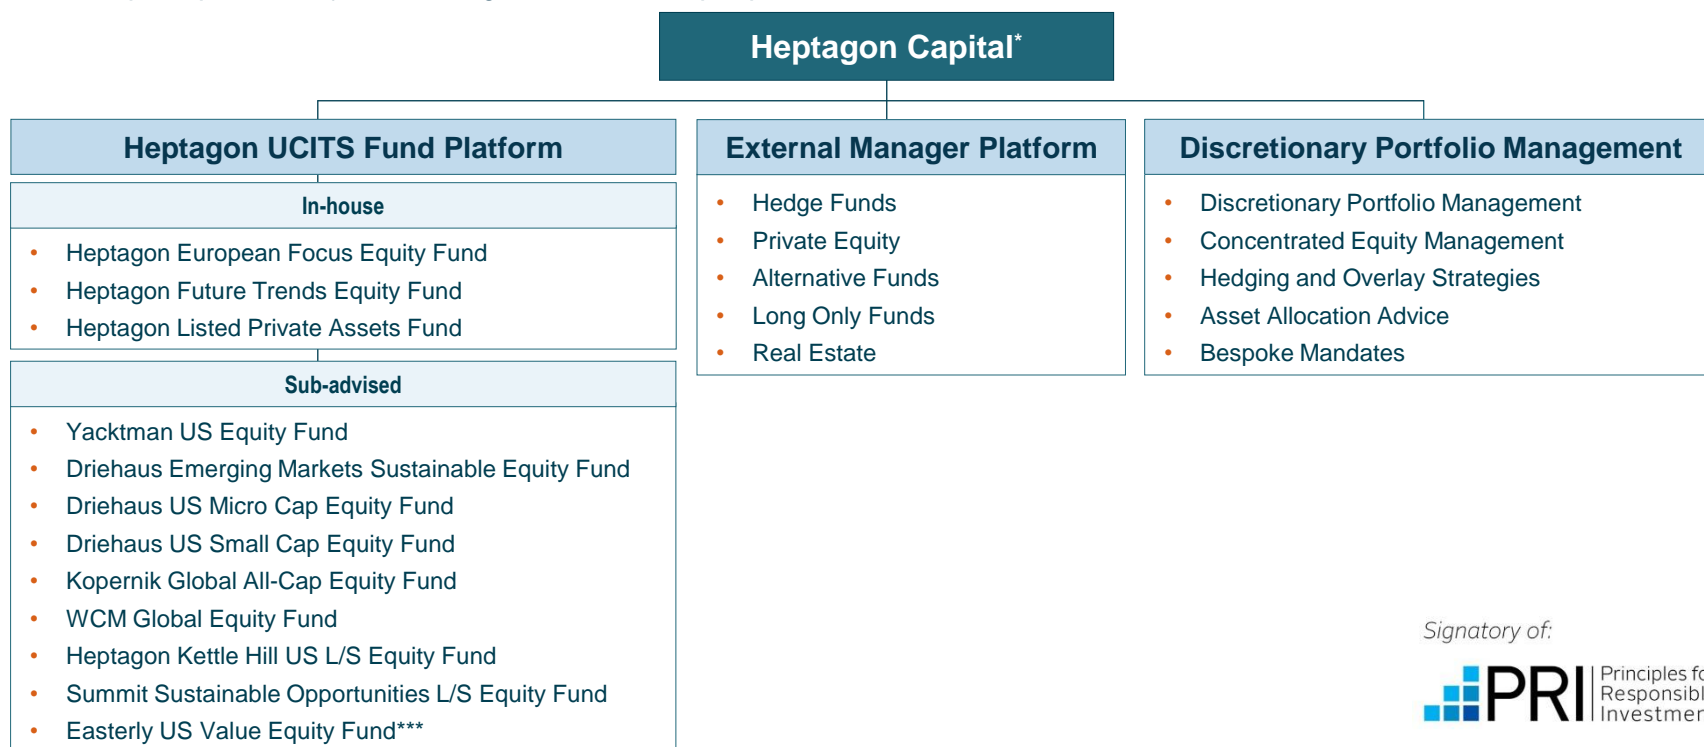 Heptagon Capital*
Heptagon UCITS Fund Platform
In-house
• Heptagon European Focus Equity Fund
• Heptagon Future Trends Equity Fund
• Heptagon Listed Private Assets Fund
Sub-advised
• Yacktman US Equity Fund
• Driehaus Emerging Markets Sustainable Equity Fund
• Driehaus US Micro Cap Equity Fund
• Driehaus US Small Cap Equity Fund
• Kopernik Global All-Cap Equity Fund
• WCM Global Equity Fund
• Heptagon Kettle Hill US L/S Equity Fund
• Summit Sustainable Opportunities L/S Equity Fund
• Easterly US Value Equity Fund***
External Manager Platform
• Hedge Funds
• Private Equity
• Alternative Funds
• Long Only Funds
• Real Estate
Discretionary Portfolio Management
• Discretionary Portfolio Management
• Concentrated Equity Management
• Hedging and Overlay Strategies
• Asset Allocation Advice
• Bespoke Mandates
Signatory of:
PRI
Principles fo
Responsibl
Investmen